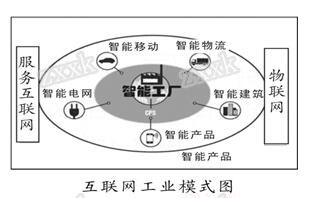 智能移动
智能物流
服务互联网
物联网
智能电网
智能工厂
智能建筑
CPS
智能产品
智能产品
互联网工业模式图